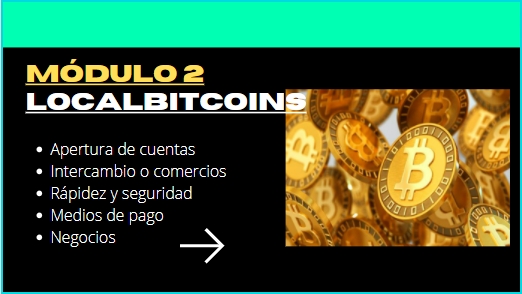 MÓDULO 2
LOCALBITCOINS
• Apertura de cuentas
• Intercambio o comercios
• Rápidez y seguridad
• Medios de pago
• Negocios